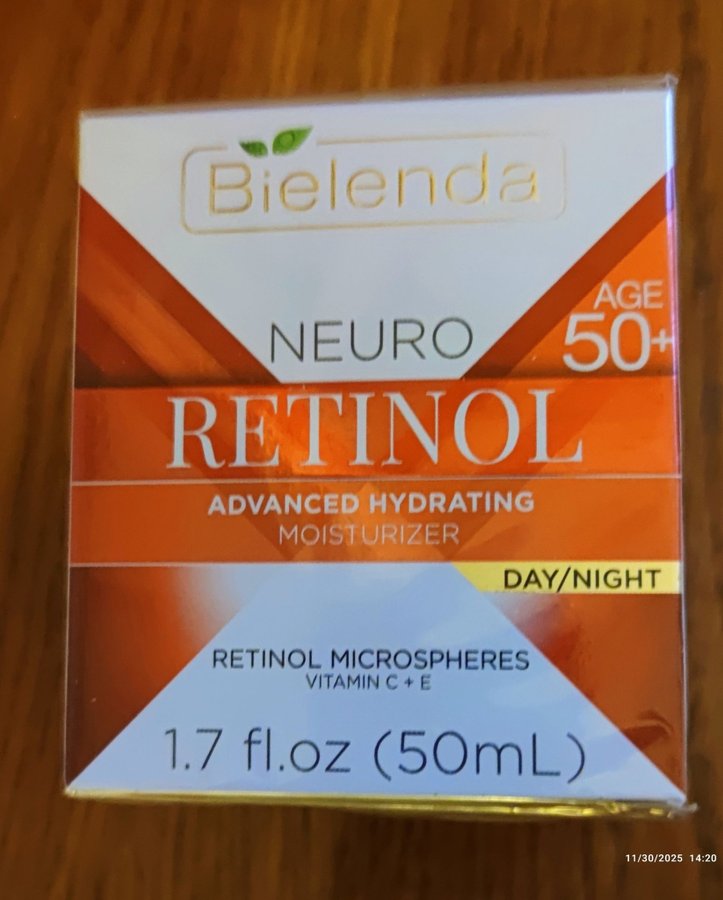 Bielenda
AGE
50+
NEURO
RETINOL
ADVANCED HYDRATING
MOISTURIZER
DAY/NIGHT
RETINOL MICROSPHERES
VITAMIN C + E
1.7 fl.oz (50mL)
11/30/2025 14:20